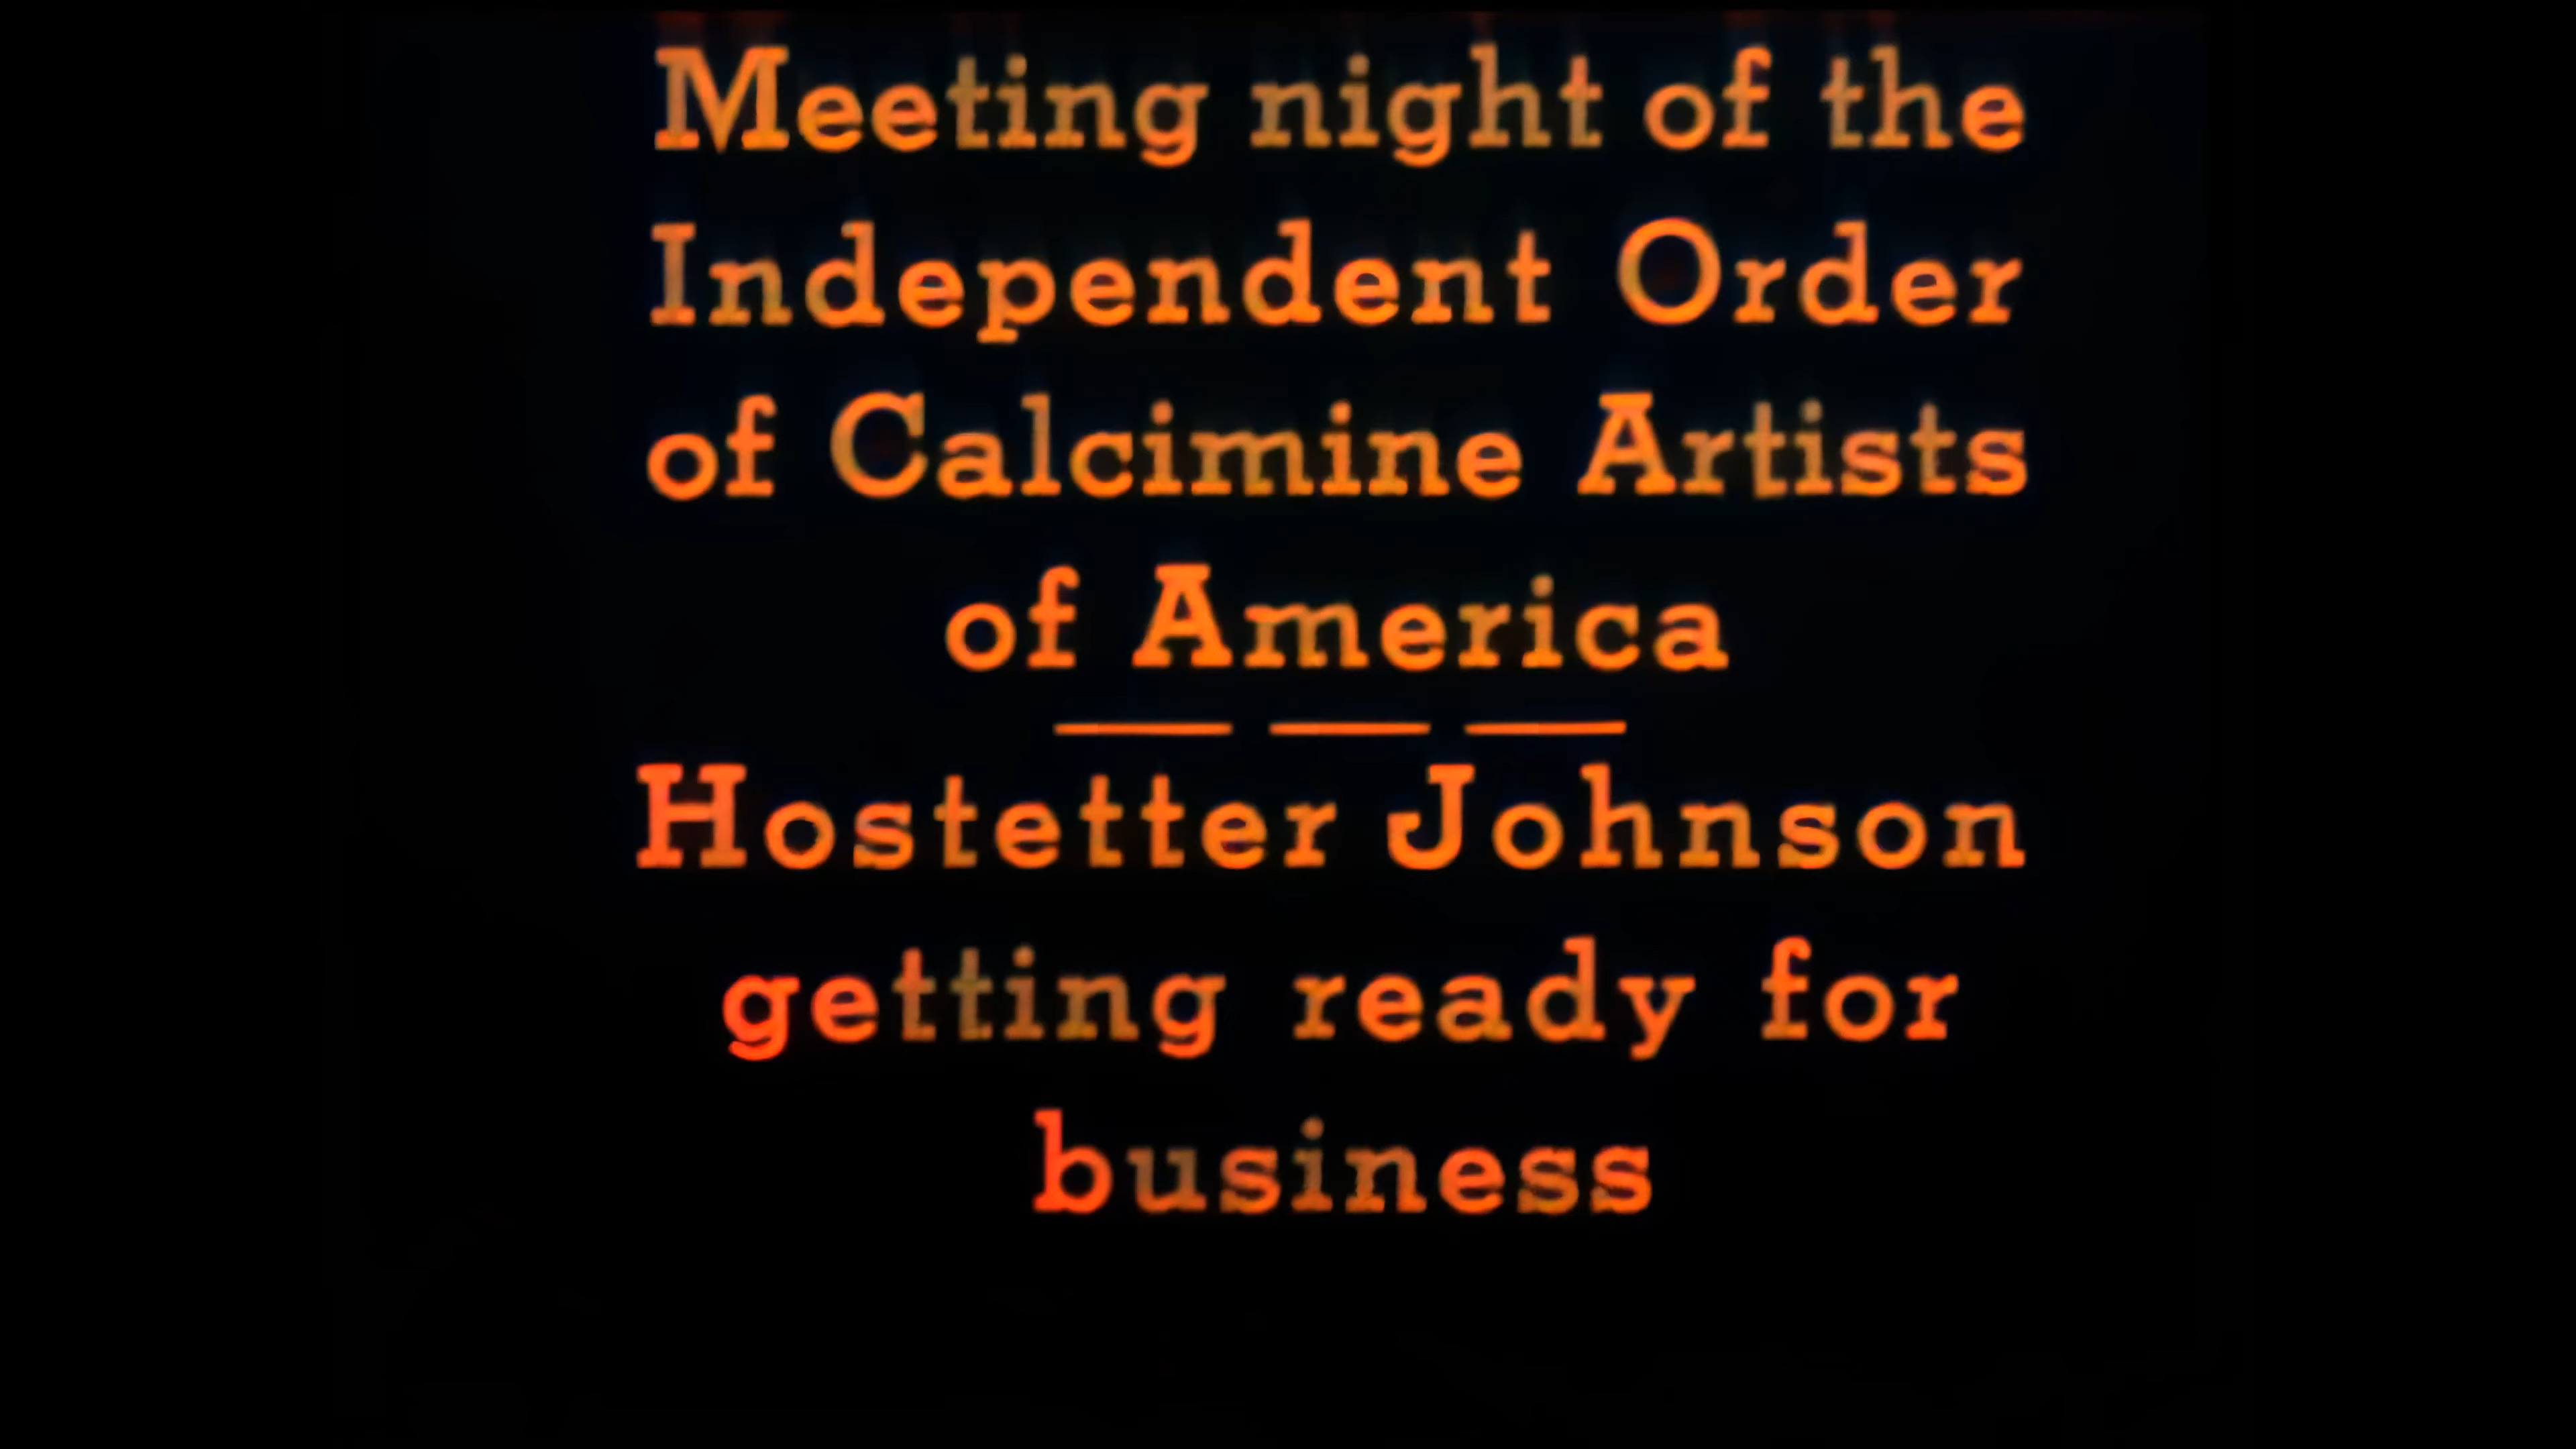 Meeting night of the
Independent Order
of Calcimine Artists
of America
— — —
Hostetter Johnson
getting ready for
business